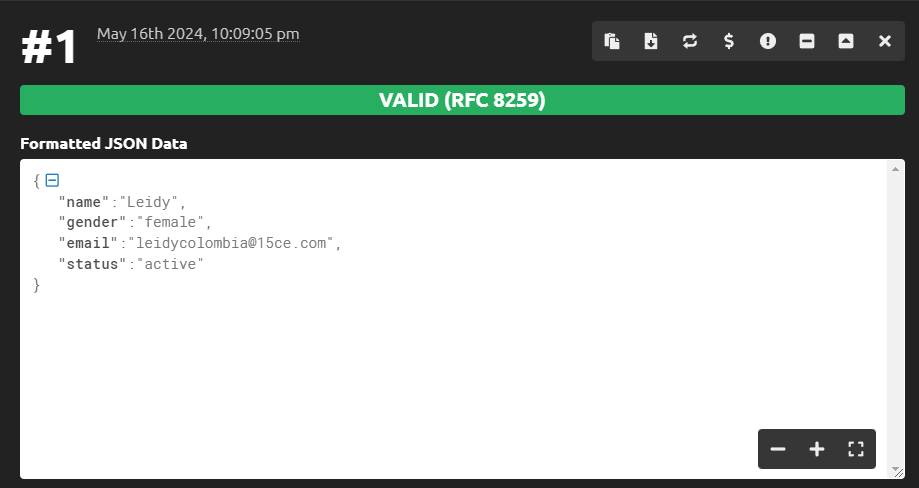 #1
May 16th 2024, 10:09:05 pm
VALID (RFC 8259)
Formatted JSON Data
{
"name":"Leidy",
"gender":"female",
"email":"leidycolombia@15ce.com",
"status":"active"
}